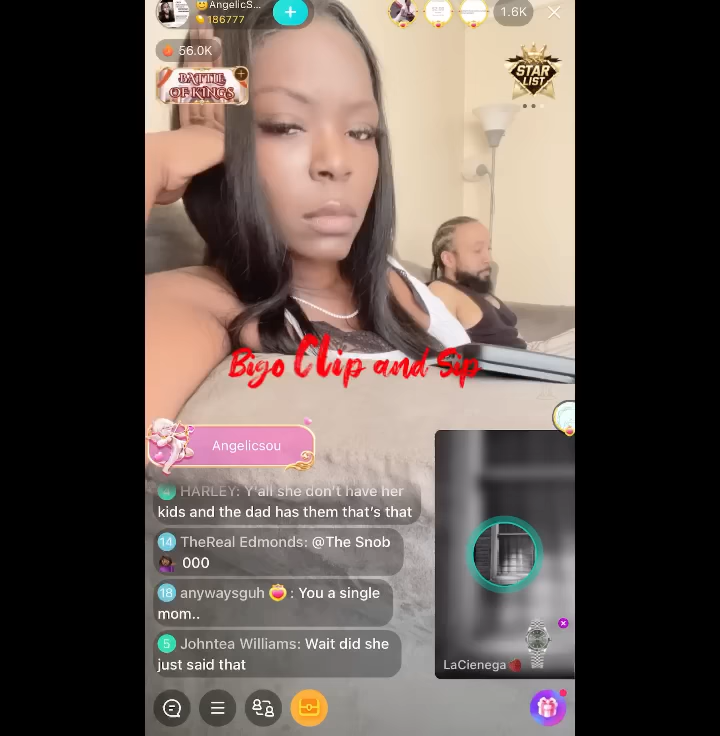 AngelicS...
186777
1.6K
56.0K
BATTLE
OF KINGS
STAR
LIST
Bigo Clip and Sip
Angelicsou
HARLEY: Y'all she don't have her
kids and the dad has them that's that
14 TheReal Edmonds: @The Snob
000
18 anywaysguh : You a single
mom..
5 Johntea Williams: Wait did she
just said that
LaCienega